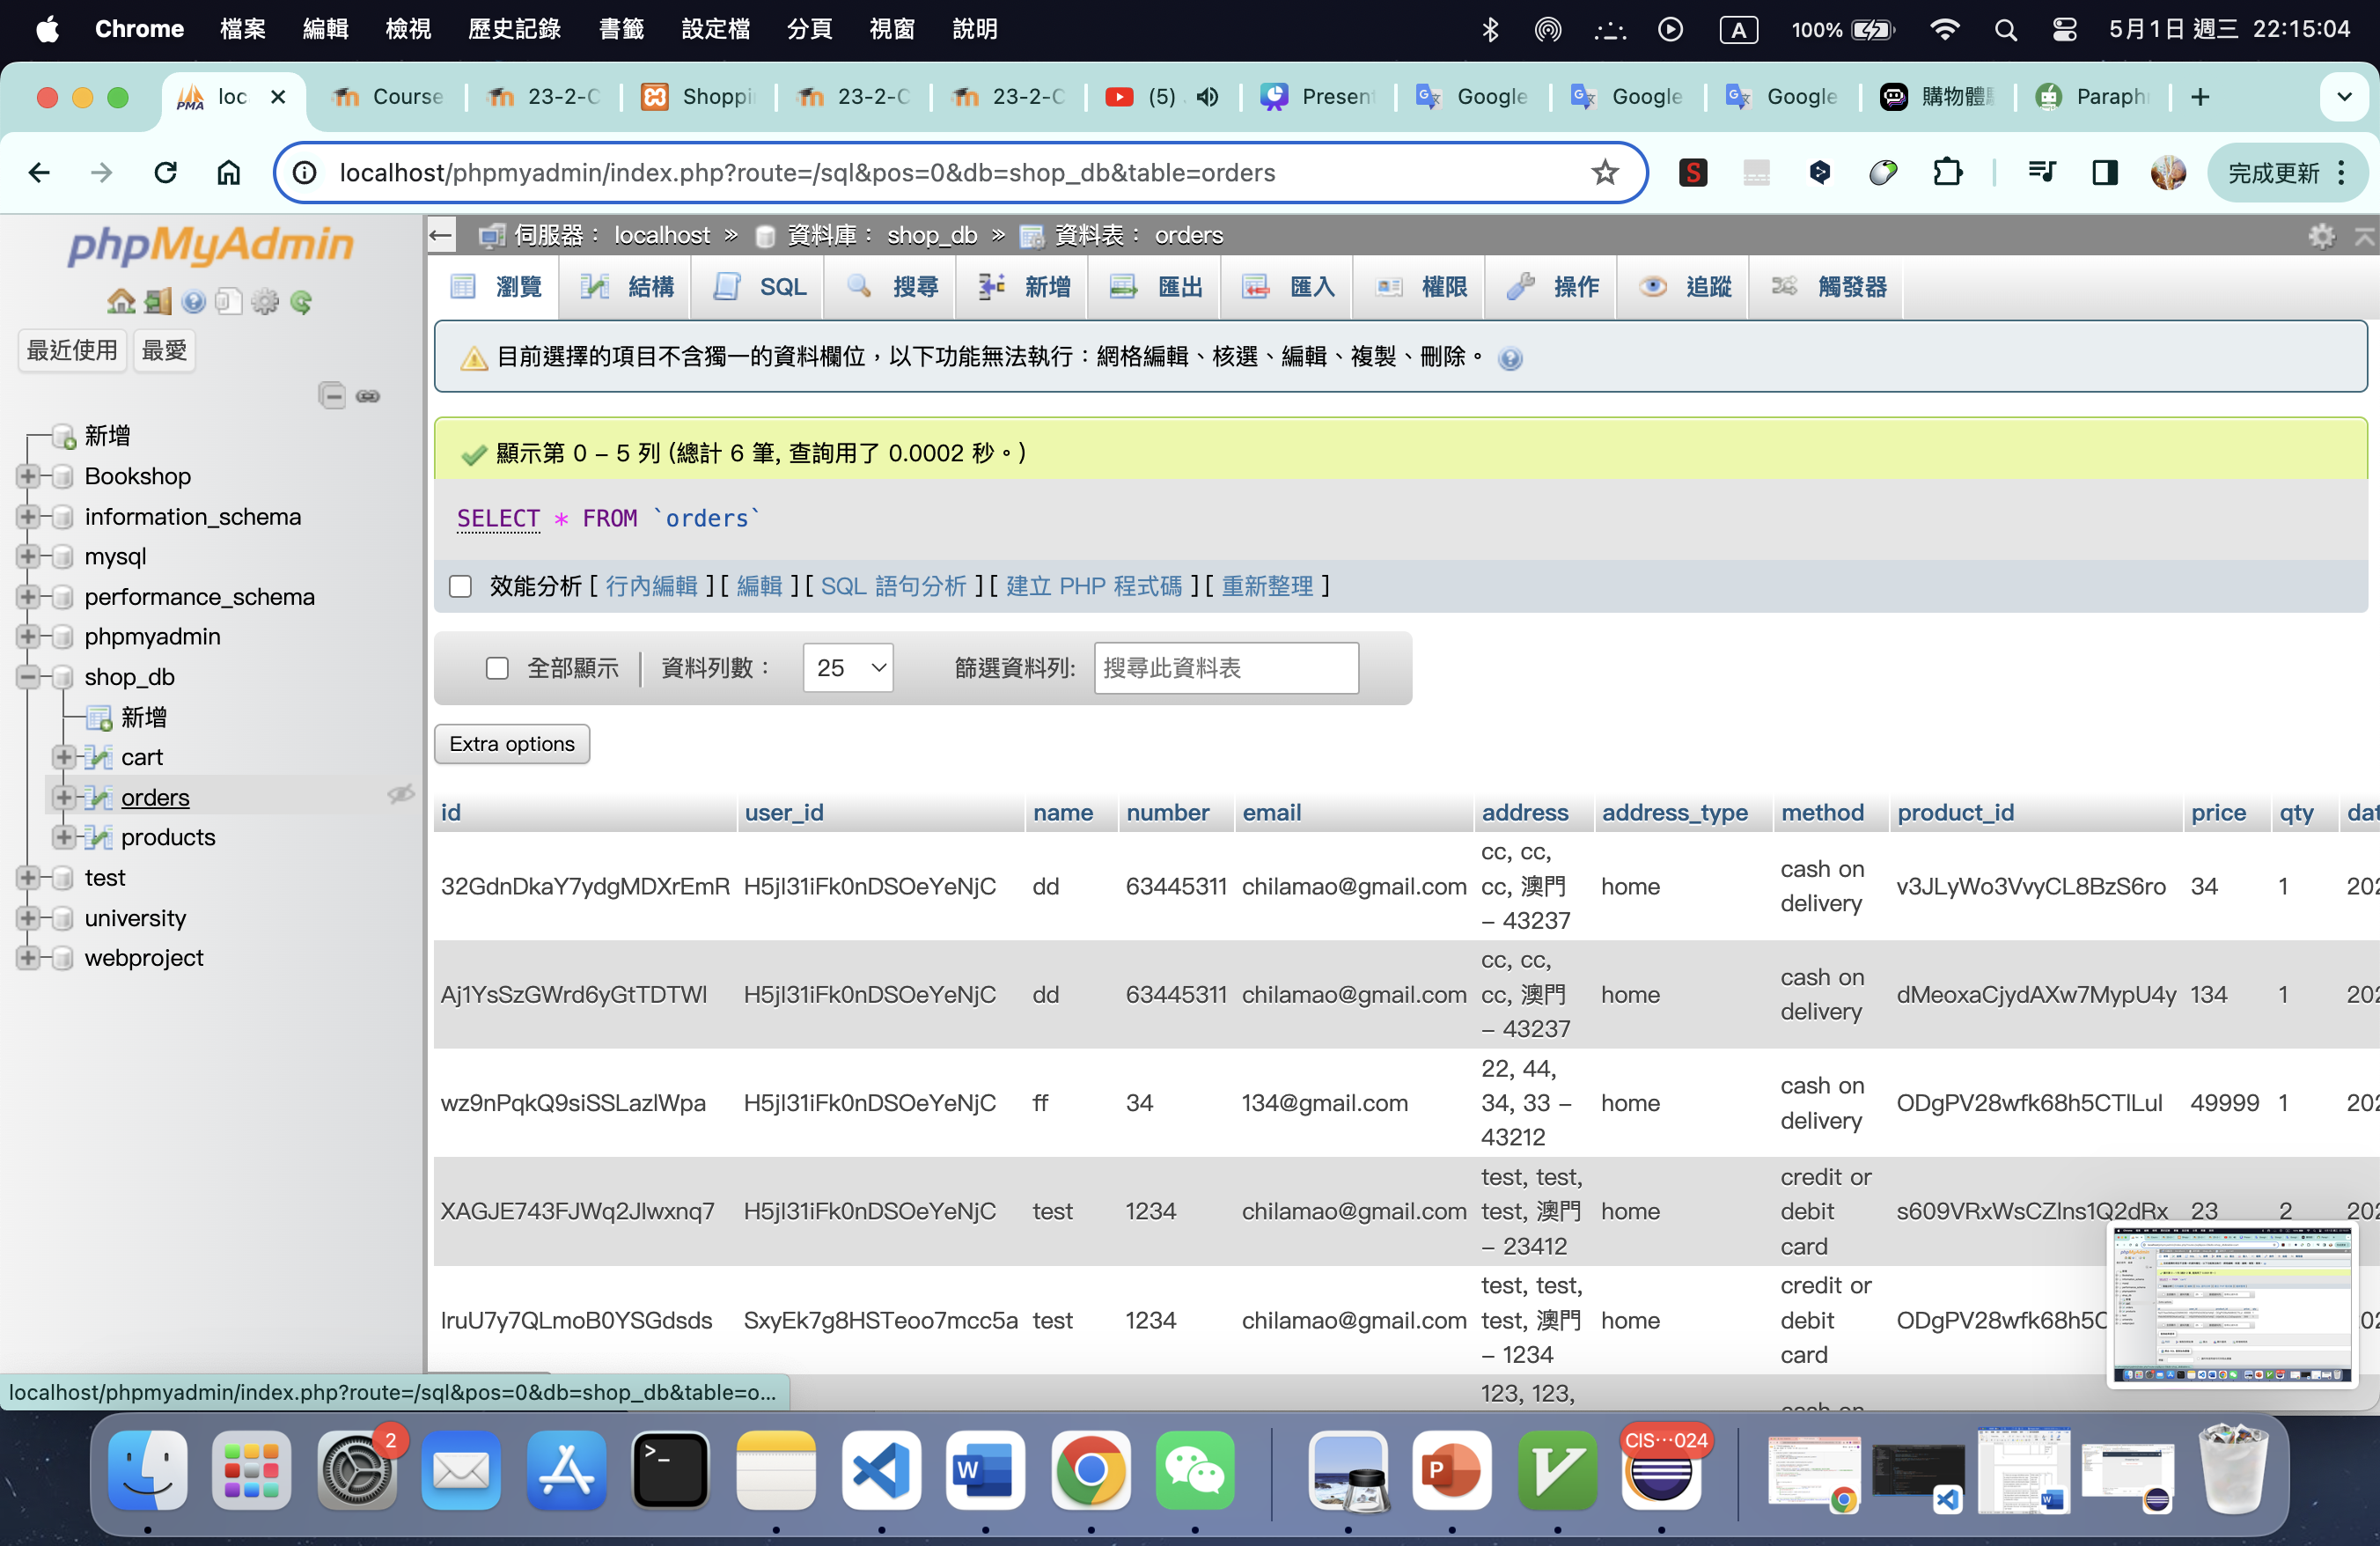 Chrome 檔案 編輯 檢視 歷史記錄 書籤 設定檔 分頁 視窗 說明 A 100% 5月1日 週三 22:15:04
PMA loc Course 23-2-C Shoppi 23-2-C 23-2-C (5) Present Google Google Google 購物體 Paraphr
localhost/phpmyadmin/index.php?route=/sql&pos=0&db=shop_db&table=orders S 完成更新
phpMyAdmin
最近使用 最愛
新增
Bookshop
information_schema
mysql
performance_schema
phpmyadmin
shop_db
新增
cart
orders
products
test
university
webproject
伺服器: localhost » 資料庫: shop_db » 資料表: orders
瀏覽 結構 SQL 搜尋 新增 匯出 匯入 權限 操作 追蹤 觸發器
目前選擇的項目不含獨一的資料欄位，以下功能無法執行：網格編輯、核選、編輯、複製、刪除。
顯示第 0 - 5 列 (總計 6 筆, 查詢用了 0.0002 秒。)
SELECT * FROM `orders`
效能分析 [ 行內編輯 ] [ 編輯 ] [ SQL 語句分析 ] [ 建立 PHP 程式碼 ] [ 重新整理 ]
全部顯示 資料列數： 25 篩選資料列: 搜尋此資料表
Extra options
id user_id name number email address address_type method product_id price qty dat
32GdnDkaY7ydgMDXrEmR H5jl31iFk0nDSOeYeNjC dd 63445311 chilamao@gmail.com cc, cc, cc, 澳門 - 43237 home cash on delivery v3JLyWo3VvyCL8BzS6ro 34 1 202
Aj1YsSzGWrd6yGtTDTWl H5jl31iFk0nDSOeYeNjC dd 63445311 chilamao@gmail.com cc, cc, cc, 澳門 - 43237 home cash on delivery dMeoxaCjydAXw7MypU4y 134 1 202
wz9nPqkQ9siSSLazlWpa H5jl31iFk0nDSOeYeNjC ff 34 134@gmail.com 22, 44, 34, 33 - 43212 home cash on delivery ODgPV28wfk68h5CTlLul 49999 1 202
XAGJE743FJWq2Jlwxnq7 H5jl31iFk0nDSOeYeNjC test 1234 chilamao@gmail.com test, test, test, 澳門 - 23412 home credit or debit card s609VRxWsCZlns1Q2dRx 23 2 202
lruU7y7QLmoB0YSGdsds SxyEk7g8HSTeoo7mcc5a test 1234 chilamao@gmail.com test, test, test, 澳門 - 1234 home credit or debit card ODgPV28wfk68h5C
123, 123, cash on
localhost/phpmyadmin/index.php?route=/sql&pos=0&db=shop_db&table=o...
2 CIS···024